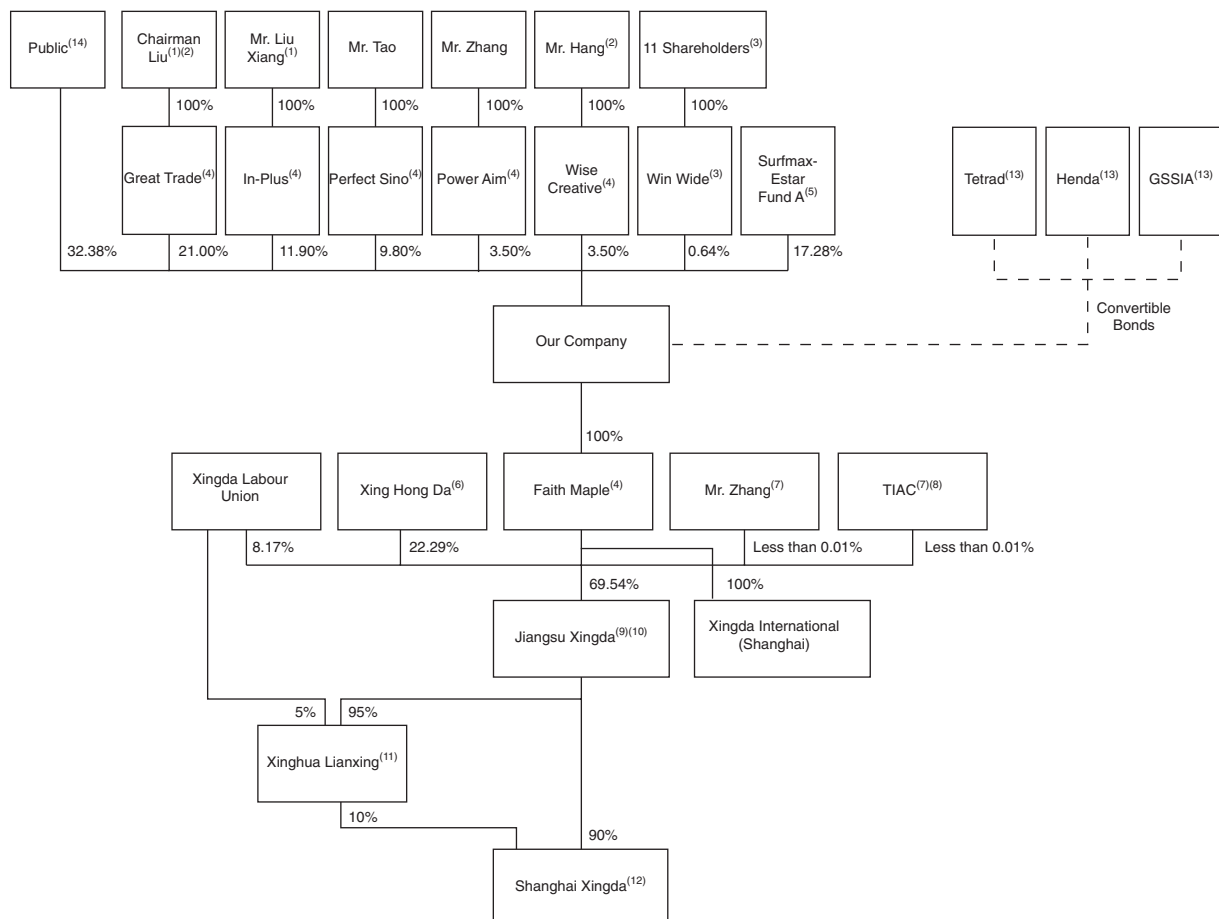 Public(14)
Chairman
Liu(1)(2)
Mr. Liu
Xiang(1)
Mr. Tao
Mr. Zhang
Mr. Hang(2)
11 Shareholders(3)
100%
100%
100%
100%
100%
100%
Great Trade(4)
In-Plus(4)
Perfect Sino(4)
Power Aim(4)
Wise
Creative(4)
Win Wide(3)
Surfmax-
Estar
Fund A(5)
Tetrad(13)
Henda(13)
GSSIA(13)
32.38%
21.00%
11.90%
9.80%
3.50%
3.50%
0.64%
17.28%
Convertible
Bonds
Our Company
100%
Xingda Labour
Union
Xing Hong Da(6)
Faith Maple(4)
Mr. Zhang(7)
TIAC(7)(8)
8.17%
22.29%
Less than 0.01%
Less than 0.01%
69.54%
100%
Jiangsu Xingda(9)(10)
Xingda International
(Shanghai)
5%
95%
Xinghua Lianxing(11)
10%
90%
Shanghai Xingda(12)